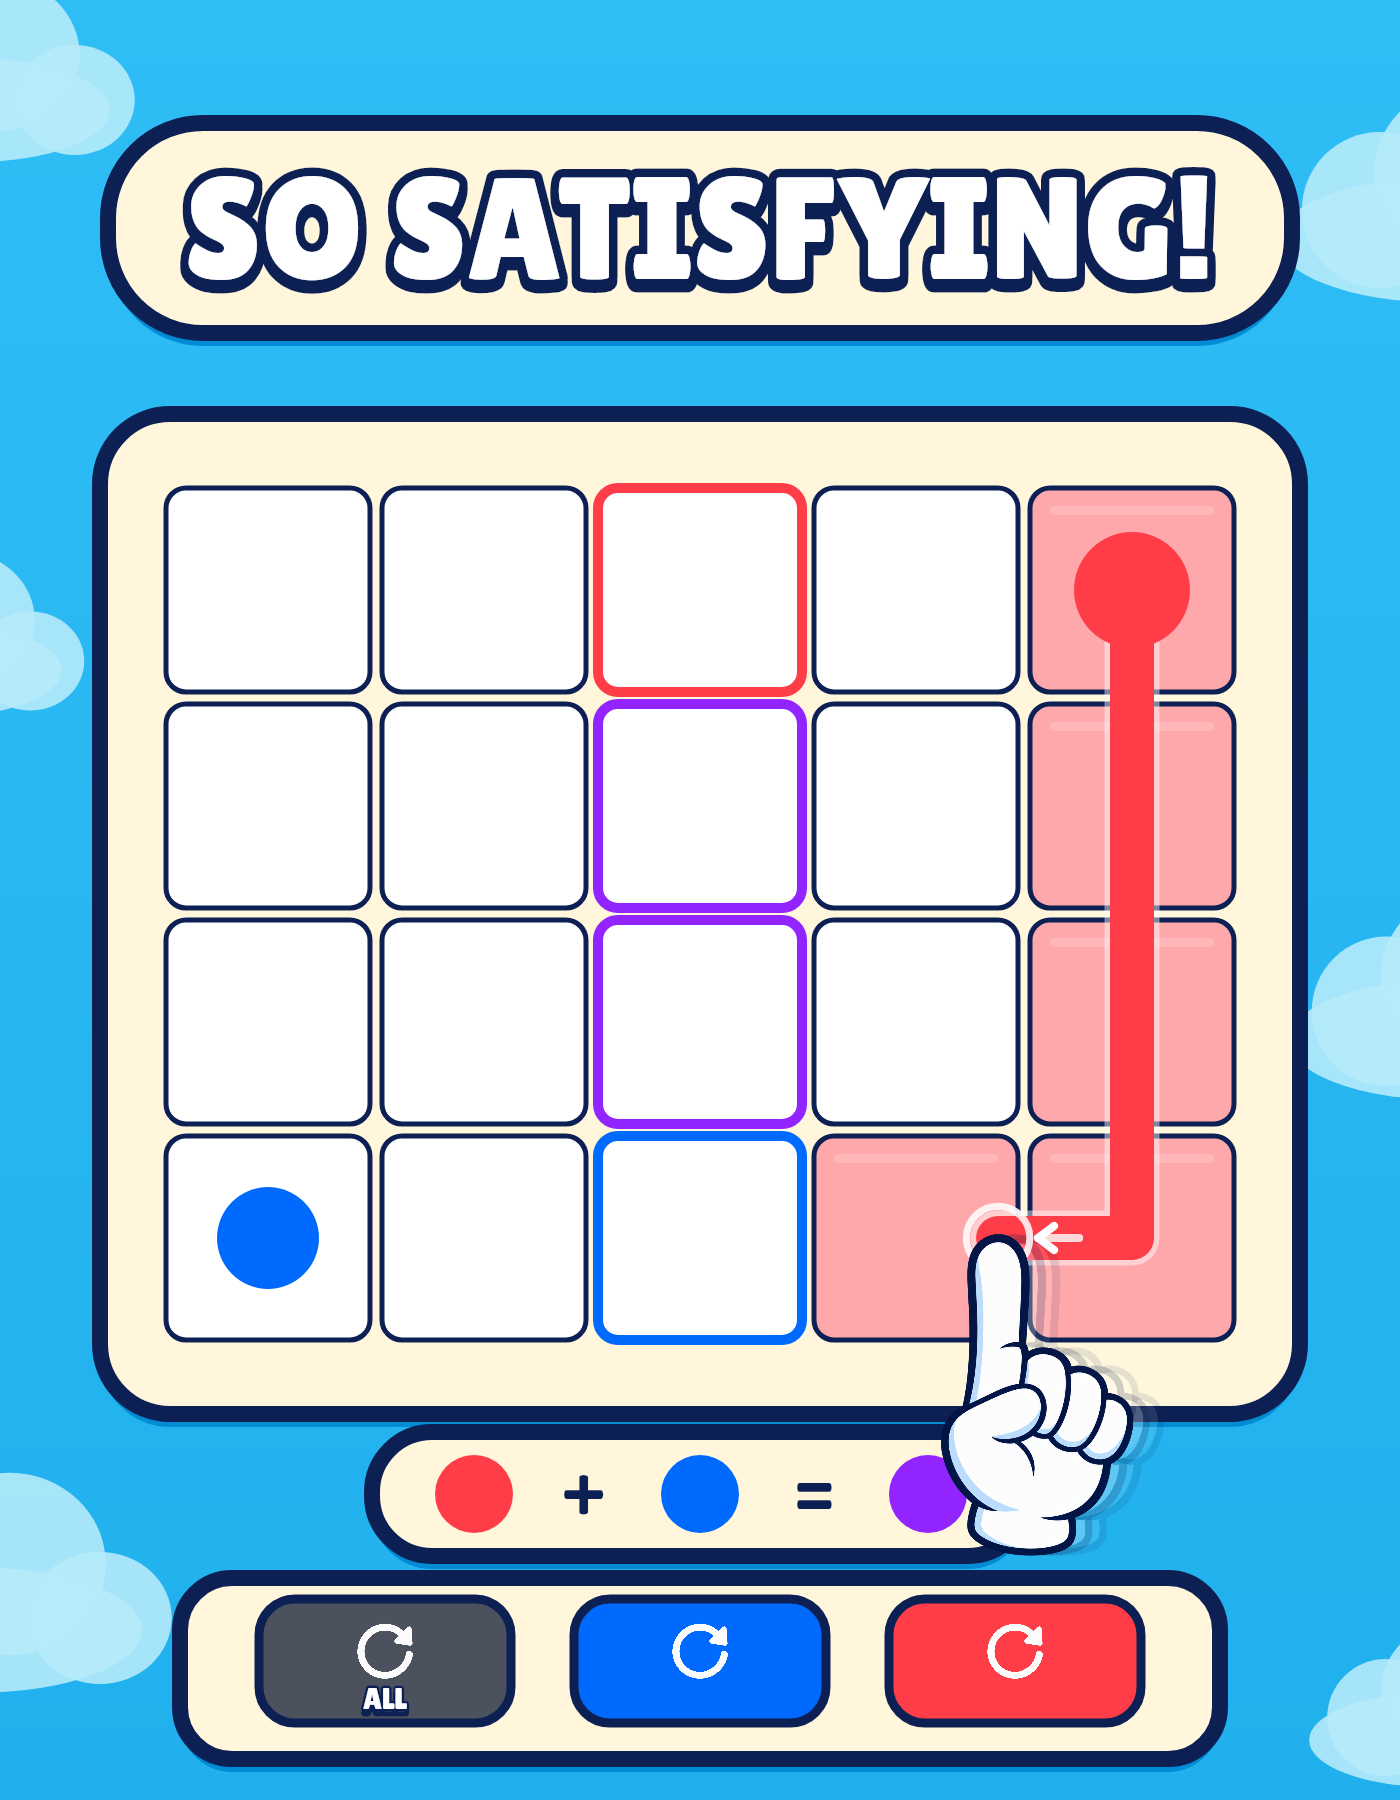 SO SATISFYING!
+ =
ALL